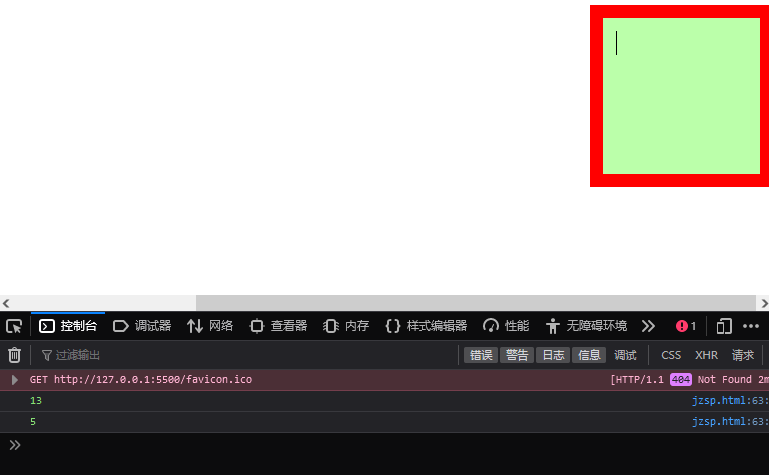 控制台 调试器 网络 查看器 内存 样式编辑器 性能 无障碍环境 1
过滤输出 错误 警告 日志 信息 调试 CSS XHR 请求
GET http://127.0.0.1:5500/favicon.ico [HTTP/1.1 404 Not Found 2m
13 jzsp.html:63:
5 jzsp.html:63: